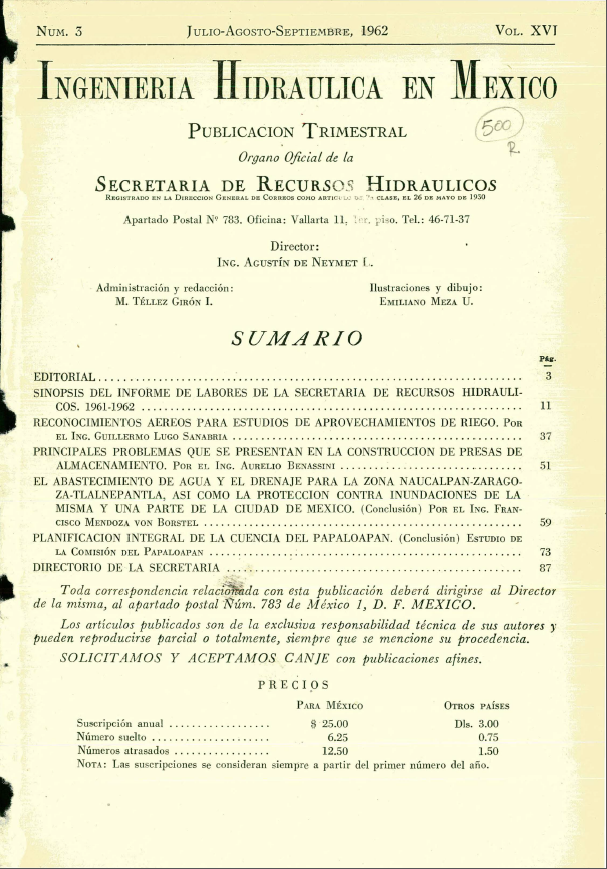 NUM. 3 JULIO-AGOSTO-SEPTIEMBRE, 1962 VOL. XVI
INGENIERIA HIDRAULICA EN MEXICO
PUBLICACION TRIMESTRAL
500
R.
Organo Oficial de la
SECRETARIA DE RECURSOS HIDRAULICOS
REGISTRADO EN LA DIRECCION GENERAL DE CORREOS COMO ARTICULO DE 2a CLASE, EL 26 DE MAYO DE 1950
Apartado Postal Nº 783. Oficina: Vallarta 11, 1er. piso. Tel.: 46-71-37
Director:
ING. AGUSTÍN DE NEYMET L.
Administración y redacción: Ilustraciones y dibujo:
M. TÉLLEZ GIRÓN I. EMILIANO MEZA U.
SUMARIO
Pág.
EDITORIAL ........ 3
SINOPSIS DEL INFORME DE LABORES DE LA SECRETARIA DE RECURSOS HIDRAULI-
COS. 1961-1962 ........ 11
RECONOCIMIENTOS AEREOS PARA ESTUDIOS DE APROVECHAMIENTOS DE RIEGO. POR
EL ING. GUILLERMO LUGO SANABRIA ........ 37
PRINCIPALES PROBLEMAS QUE SE PRESENTAN EN LA CONSTRUCCION DE PRESAS DE
ALMACENAMIENTO. POR EL ING. AURELIO BENASSINI ........ 51
EL ABASTECIMIENTO DE AGUA Y EL DRENAJE PARA LA ZONA NAUCALPAN-ZARAGO-
ZA-TLALNEPANTLA, ASI COMO LA PROTECCION CONTRA INUNDACIONES DE LA
MISMA Y UNA PARTE DE LA CIUDAD DE MEXICO. (Conclusión) POR EL ING. FRAN-
CISCO MENDOZA VON BORSTEL ........ 59
PLANIFICACION INTEGRAL DE LA CUENCA DEL PAPALOAPAN. (Conclusión) ESTUDIO DE
LA COMISIÓN DEL PAPALOAPAN ........ 73
DIRECTORIO DE LA SECRETARIA ........ 87
Toda correspondencia relacionada con esta publicación deberá dirigirse al Director
de la misma, al apartado postal Núm. 783 de México 1, D. F. MEXICO.
Los artículos publicados son de la exclusiva responsabilidad técnica de sus autores y
pueden reproducirse parcial o totalmente, siempre que se mencione su procedencia.
SOLICITAMOS Y ACEPTAMOS CANJE con publicaciones afines.
PRECIOS
PARA MÉXICO OTROS PAÍSES
Suscripción anual ........ $ 25.00 Dls. 3.00
Número suelto ........ 6.25 0.75
Números atrasados ........ 12.50 1.50
NOTA: Las suscripciones se consideran siempre a partir del primer número del año.